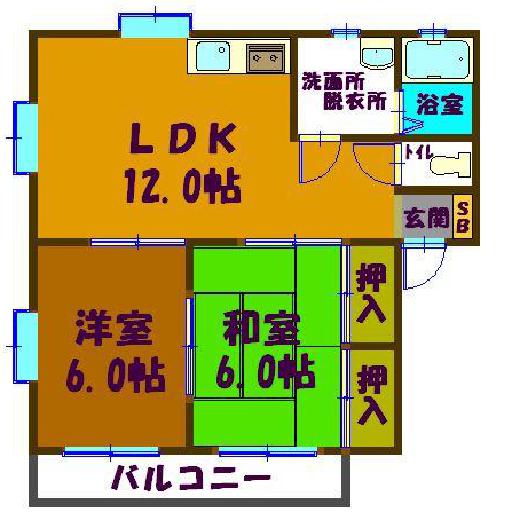 洗面所
脱衣所
浴室
LDK
12.0帖
トイレ
玄関
SB
洋室
6.0帖
和室
6.0帖
押入
押入
バルコニー